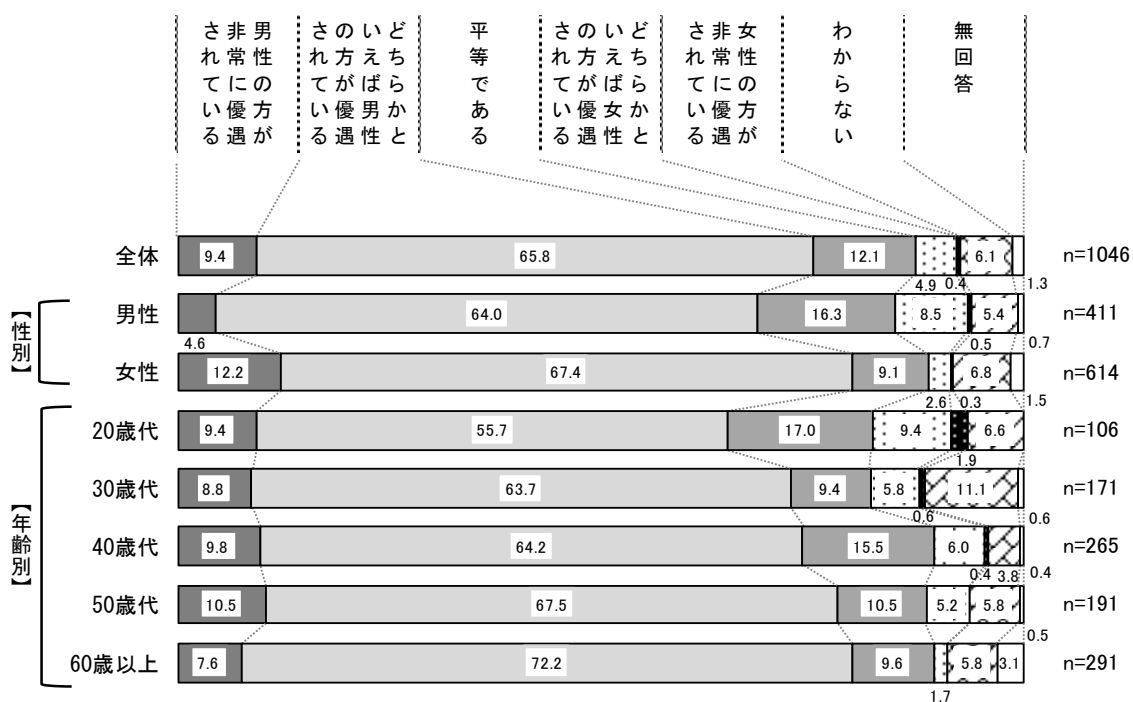 男性の方が
非常に優遇
されている
どちらかと
いえば男性
の方が優遇
されている
平等である
どちらかと
いえば女性
の方が優遇
されている
女性の方が
非常に優遇
されている
わからない
無回答
全体 9.4 65.8 12.1 6.1 n=1046
4.9 0.4 1.3
【性別】
男性 64.0 16.3 8.5 5.4 n=411
4.6 0.5 0.7
女性 12.2 67.4 9.1 6.8 n=614
2.6 0.3 1.5
【年齢別】
20歳代 9.4 55.7 17.0 9.4 6.6 n=106
1.9
30歳代 8.8 63.7 9.4 5.8 11.1 n=171
0.6 0.6
40歳代 9.8 64.2 15.5 6.0 n=265
0.4 3.8 0.4
50歳代 10.5 67.5 10.5 5.2 5.8 n=191
0.5
60歳以上 7.6 72.2 9.6 5.8 3.1 n=291
1.7